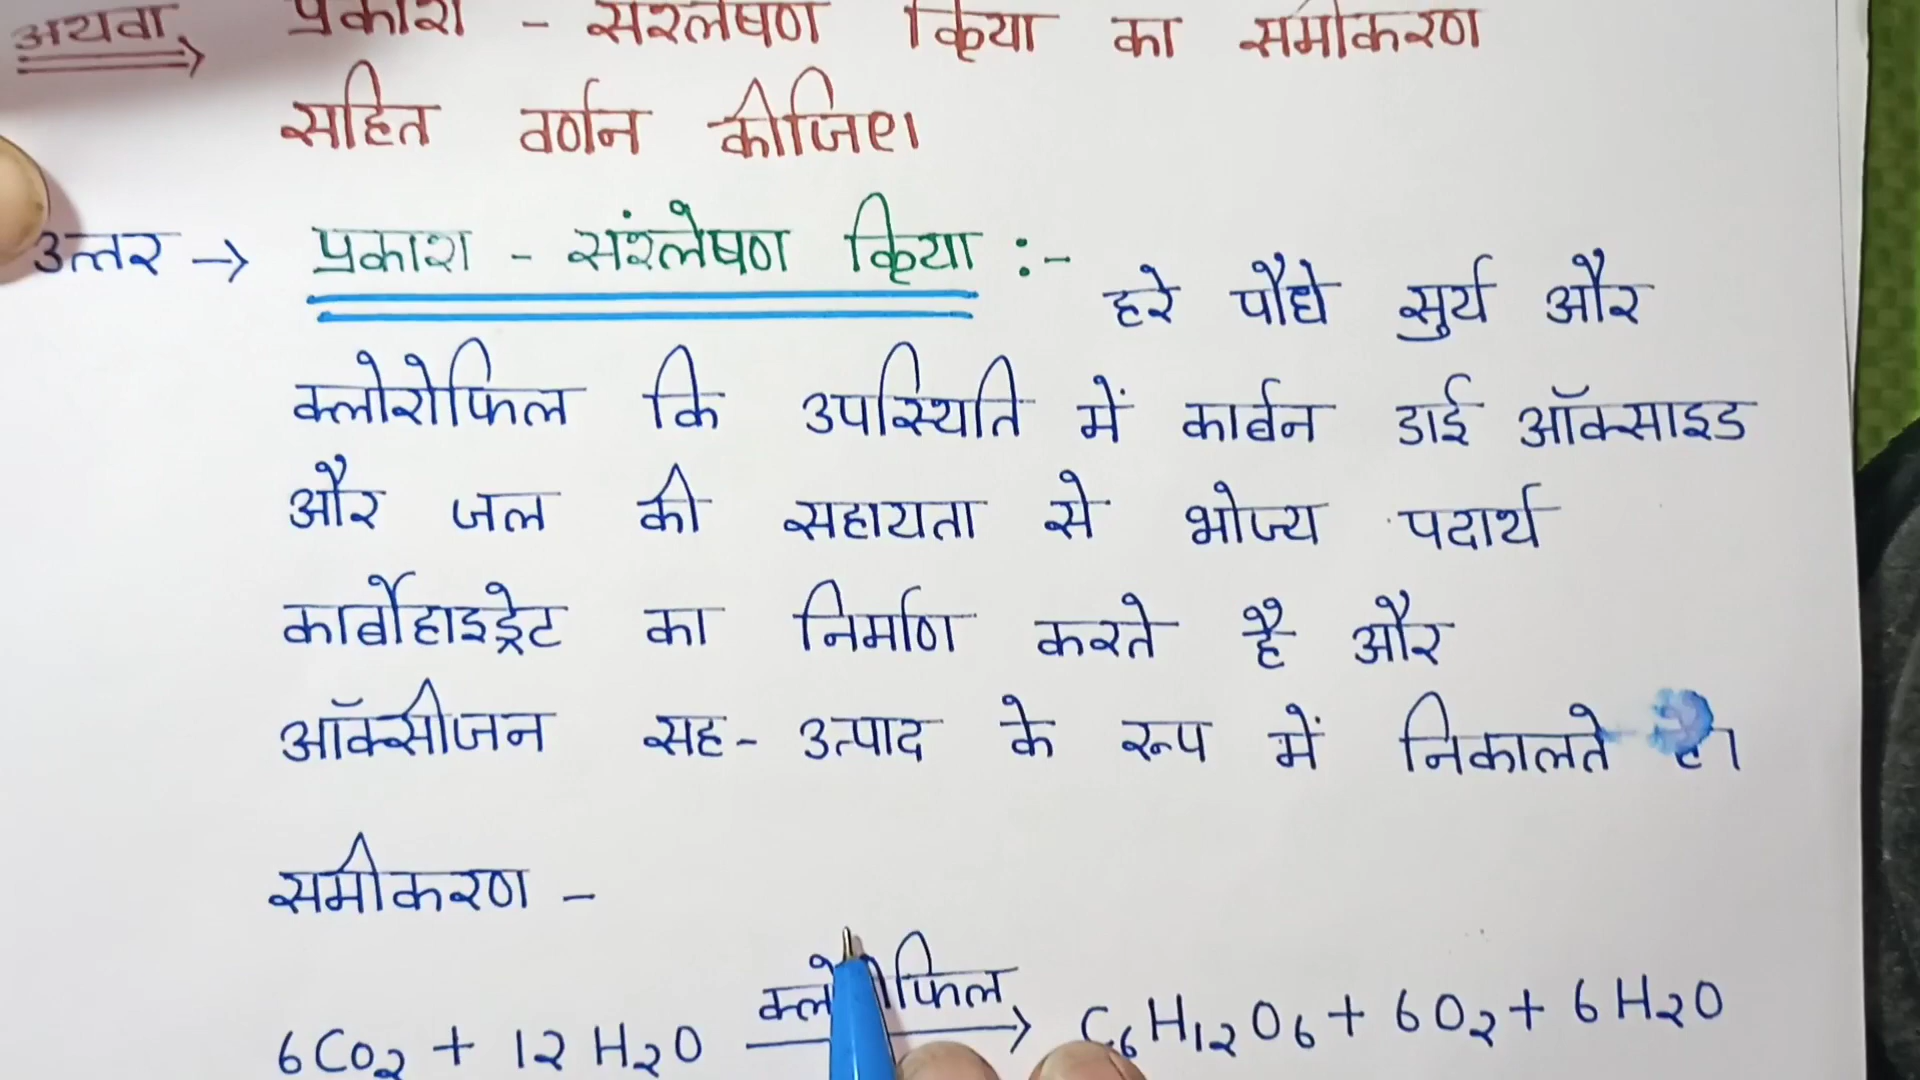 अथवा → प्रकाश - संश्लेषण क्रिया का समीकरण
सहित वर्णन कीजिए।
उत्तर → प्रकाश - संश्लेषण क्रिया :- हरे पौधे सुर्य और
क्लोरोफिल कि उपस्थिति में कार्बन डाई ऑक्साइड
और जल की सहायता से भोज्य पदार्थ
कार्बोहाइड्रेट का निर्माण करते है और
ऑक्सीजन सह- उत्पाद के रूप में निकालते है।
समीकरण -
क्लोरोफिल
6CO2 + 12H2O → C6H12O6 + 6O2 + 6H2O